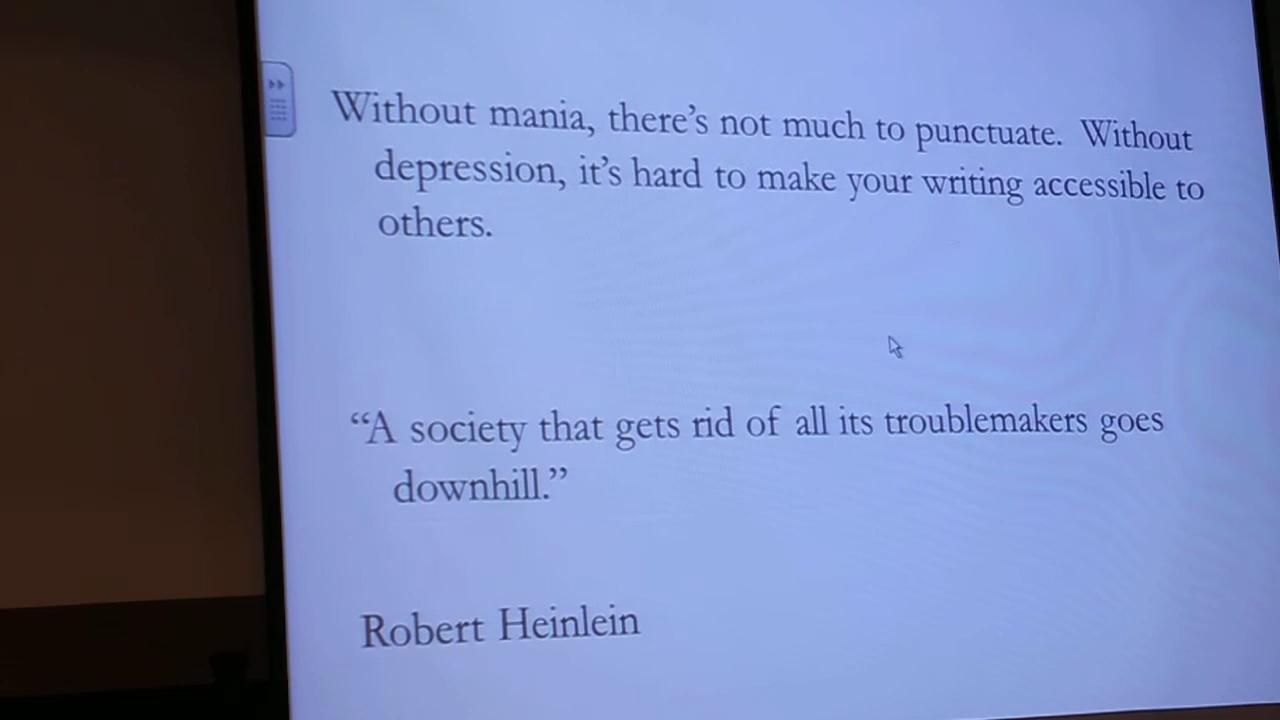 Without mania, there's not much to punctuate. Without
depression, it's hard to make your writing accessible to
others.
“A society that gets rid of all its troublemakers goes
downhill.”
Robert Heinlein